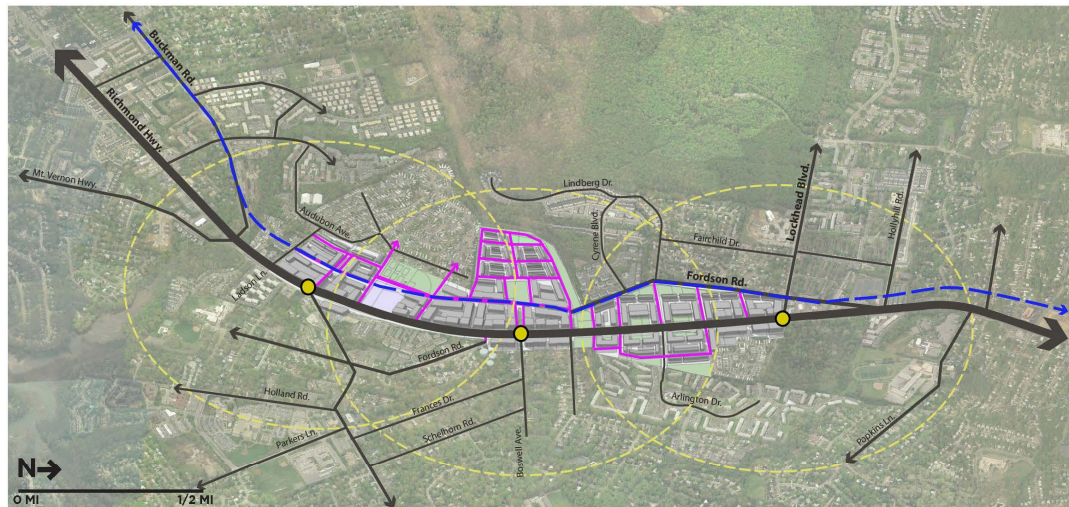 Buckman Rd.
Richmond Hwy.
Mt. Vernon Hwy.
Lindberg Dr.
Lockhead Blvd.
Hollyhill Rd.
Audubon Ave.
Cyrene Blvd.
Fairchild Dr.
Ladson Ln.
Fordson Rd.
Fordson Rd.
Holland Rd.
Frances Dr.
Arlington Dr.
Parkers Ln.
Schelhorn Rd.
Boswell Ave.
Popkins Ln.
N
0 MI
1/2 MI